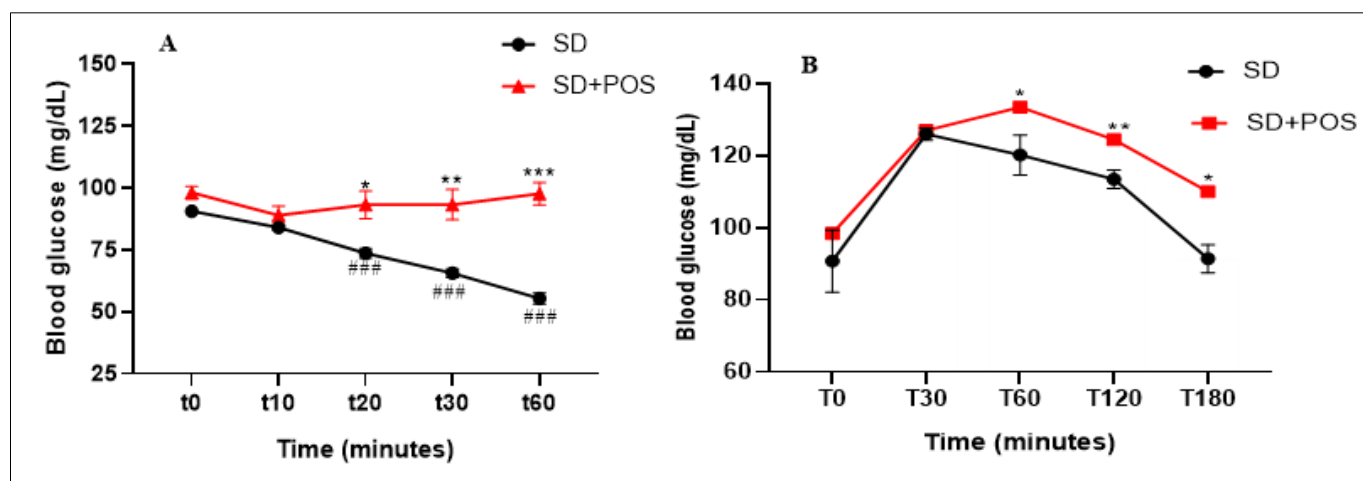 A
SD
SD+POS
Blood glucose (mg/dL)
150
125
100
75
50
25
* ** ***
###
###
###
t0 t10 t20 t30 t60
Time (minutes)
B
SD
SD+POS
Blood glucose (mg/dL)
140
120
100
80
60
*
**
*
T0 T30 T60 T120 T180
Time (minutes)